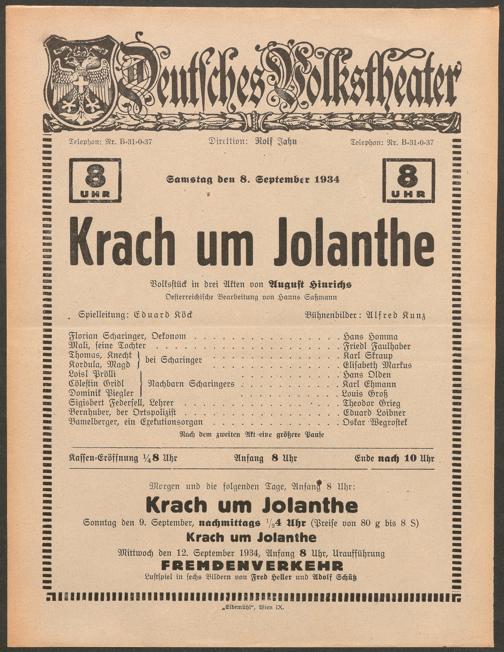 Deutsches Volkstheater
Telephon: Nr. B-31-0-37 Direktion: Rolf Jahn Telephon: Nr. B-31-0-37
8 UHR Samstag den 8. September 1934 8 UHR
Krach um Jolanthe
Volksstück in drei Akten von August Hinrichs
Oesterreichische Bearbeitung von Hanns Saßmann
Spielleitung: Eduard Köck Bühnenbilder: Alfred Kunz
Florian Scharinger, Oekonom Hans Homma
Mali, seine Tochter Friedl Faulhaber
Thomas, Knecht } bei Scharinger Karl Skraup
Kordula, Magd Elisabeth Markus
Loisl Prölli } Nachbarn Scharingers Hans Olden
Cölestin Gridl Karl Ehmann
Dominik Piegler Louis Groß
Sigisbert Federsell, Lehrer Theodor Grieg
Bernhuber, der Ortspolizist Eduard Loibner
Bamelberger, ein Exekutionsorgan Oskar Wegrostek
Nach dem zweiten Akt eine größere Pause
Kassen-Eröffnung ¼8 Uhr Anfang 8 Uhr Ende nach 10 Uhr
Morgen und die folgenden Tage, Anfang 8 Uhr:
Krach um Jolanthe
Sonntag den 9. September, nachmittags ½4 Uhr (Preise von 80 g bis 8 S)
Krach um Jolanthe
Mittwoch den 12. September 1934, Anfang 8 Uhr, Uraufführung
FREMDENVERKEHR
Lustspiel in sechs Bildern von Fred Heller und Adolf Schütz
„Elbemühl", Wien IX.